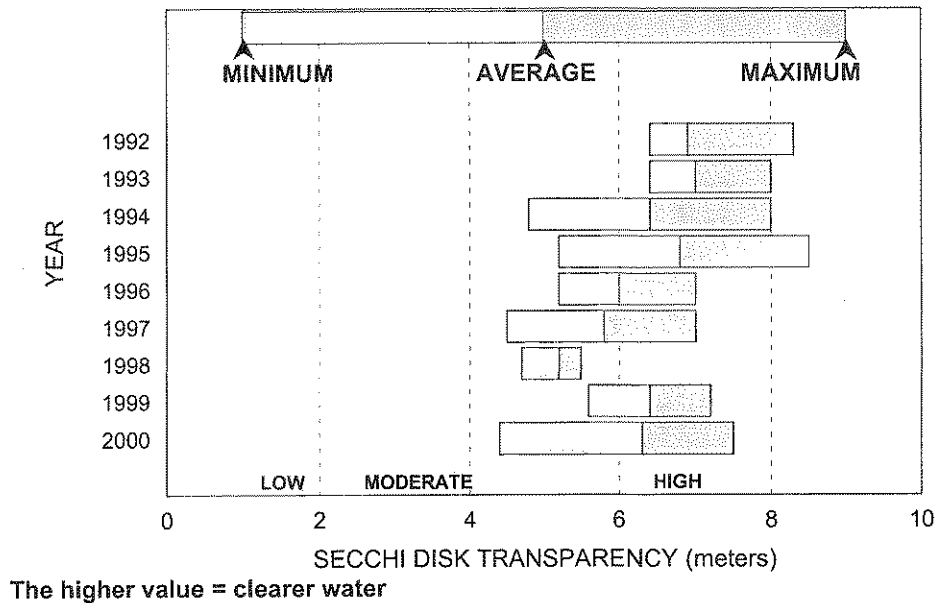 MINIMUM AVERAGE MAXIMUM
YEAR
1992
1993
1994
1995
1996
1997
1998
1999
2000
LOW MODERATE HIGH
0 2 4 6 8 10
SECCHI DISK TRANSPARENCY (meters)
The higher value = clearer water